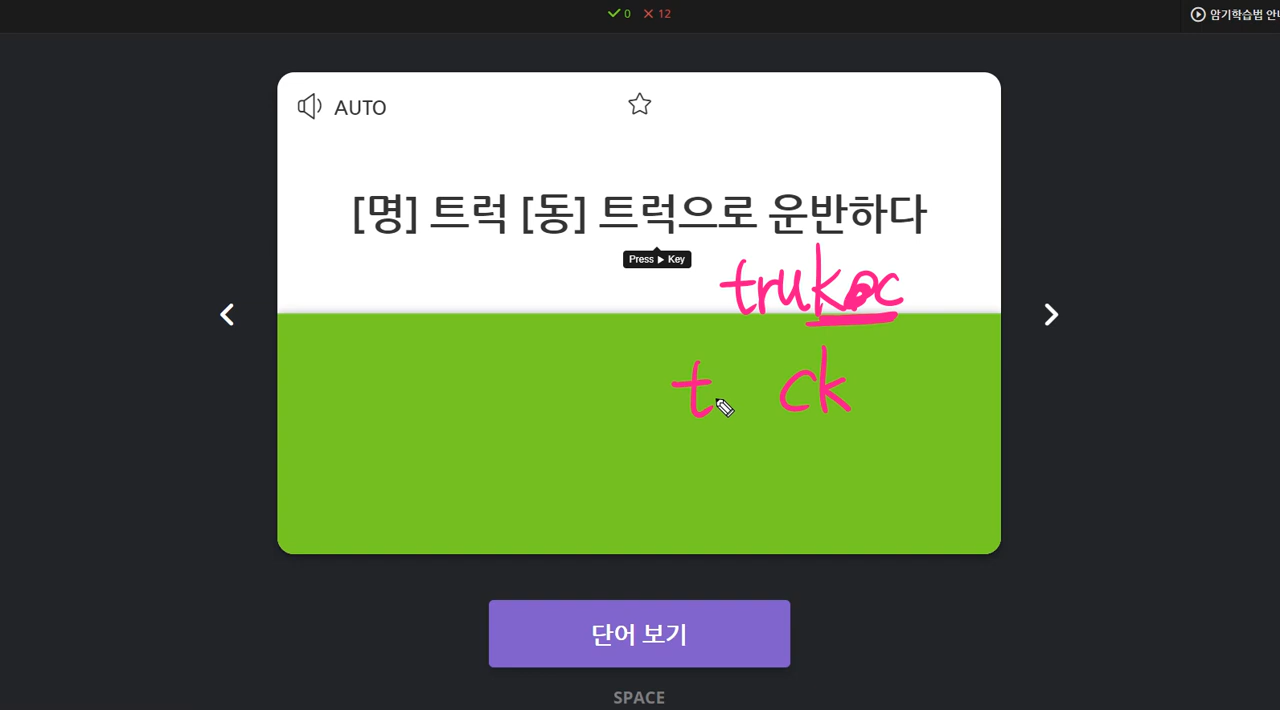 0 12
암기학습법 안
AUTO
[명] 트럭 [동] 트럭으로 운반하다
Press ▶ Key
t ck
단어 보기
SPACE